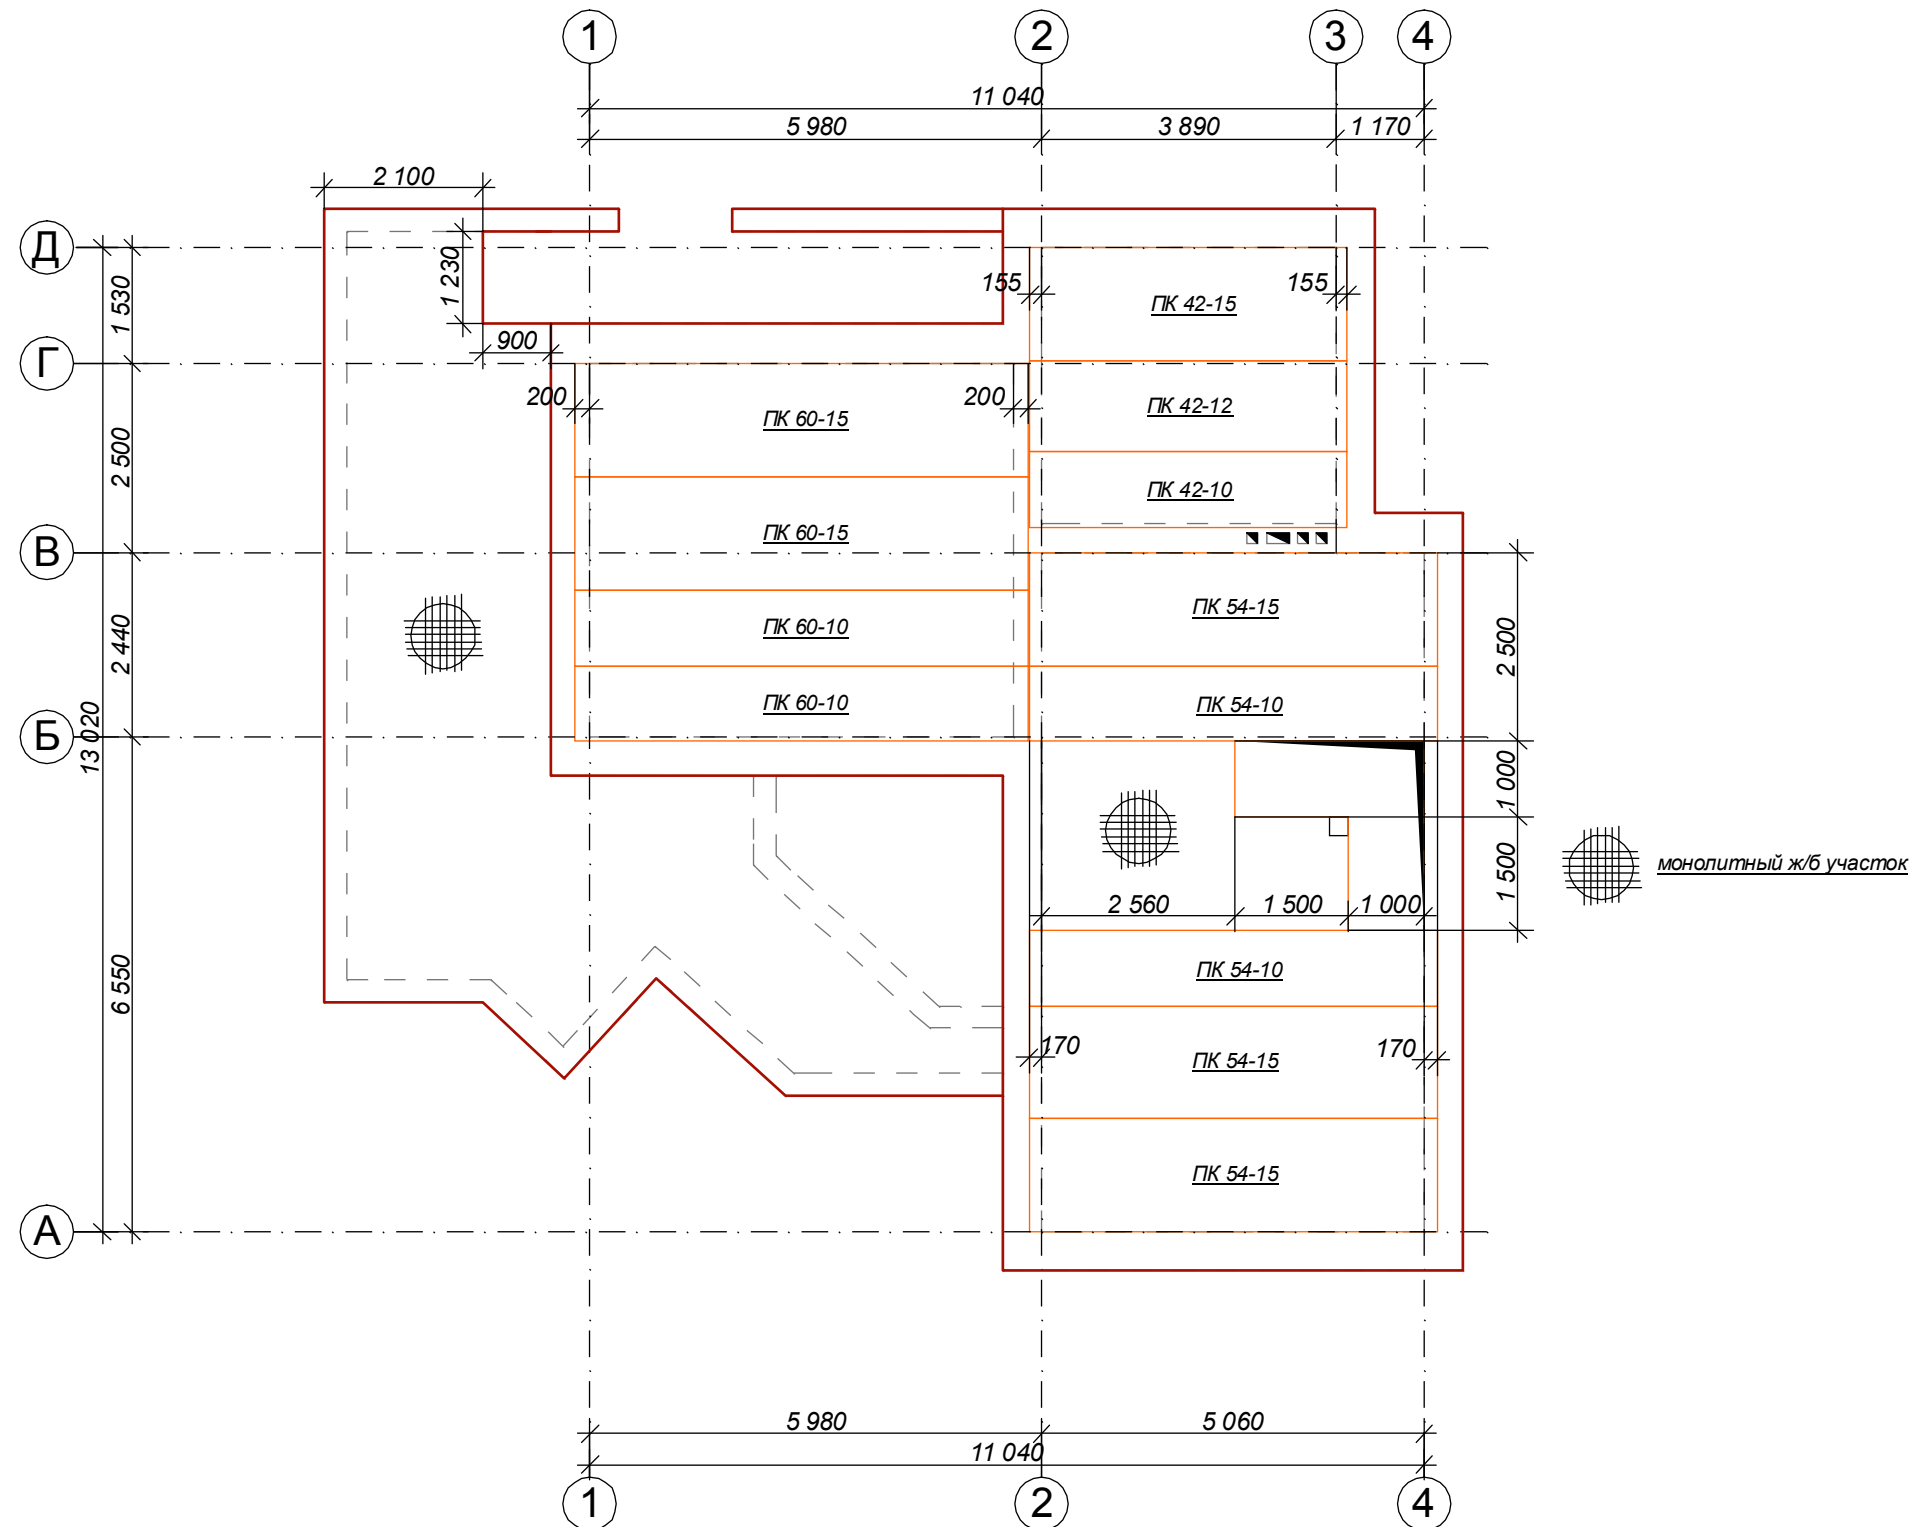 1 2 3 4
11 040
5 980 3 890 1 170
2 100
Д
1 230
155 155
ПК 42-15
1 530
900
Г
200 200
ПК 60-15
ПК 42-12
2 500
ПК 42-10
ПК 60-15
В
ПК 54-15
ПК 60-10
2 440
2 500
ПК 60-10
ПК 54-10
Б
13 020
1 000
монолитный ж/б участок
1 500
2 560 1 500 1 000
ПК 54-10
6 550
170 170
ПК 54-15
ПК 54-15
А
5 980 5 060
11 040
1 2 4